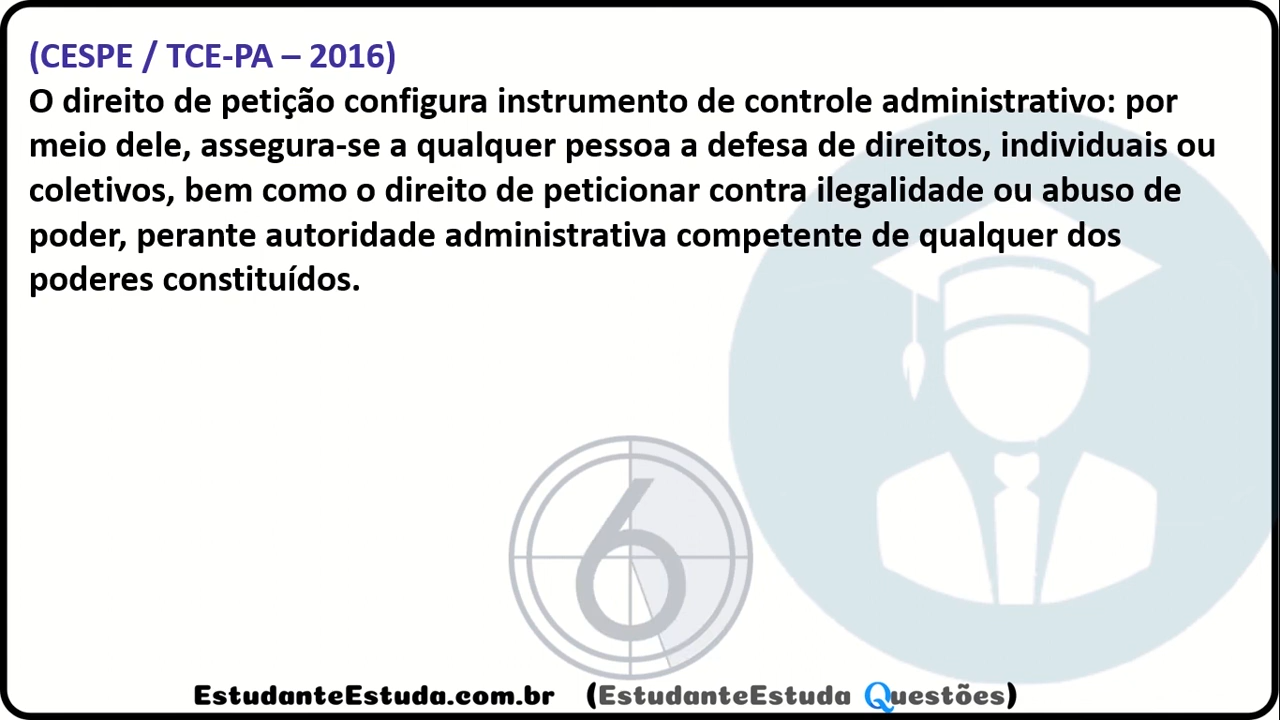 (CESPE / TCE-PA – 2016)
O direito de petição configura instrumento de controle administrativo: por
meio dele, assegura-se a qualquer pessoa a defesa de direitos, individuais ou
coletivos, bem como o direito de peticionar contra ilegalidade ou abuso de
poder, perante autoridade administrativa competente de qualquer dos
poderes constituídos.
6
EstudanteEstuda.com.br (EstudanteEstuda Questões)